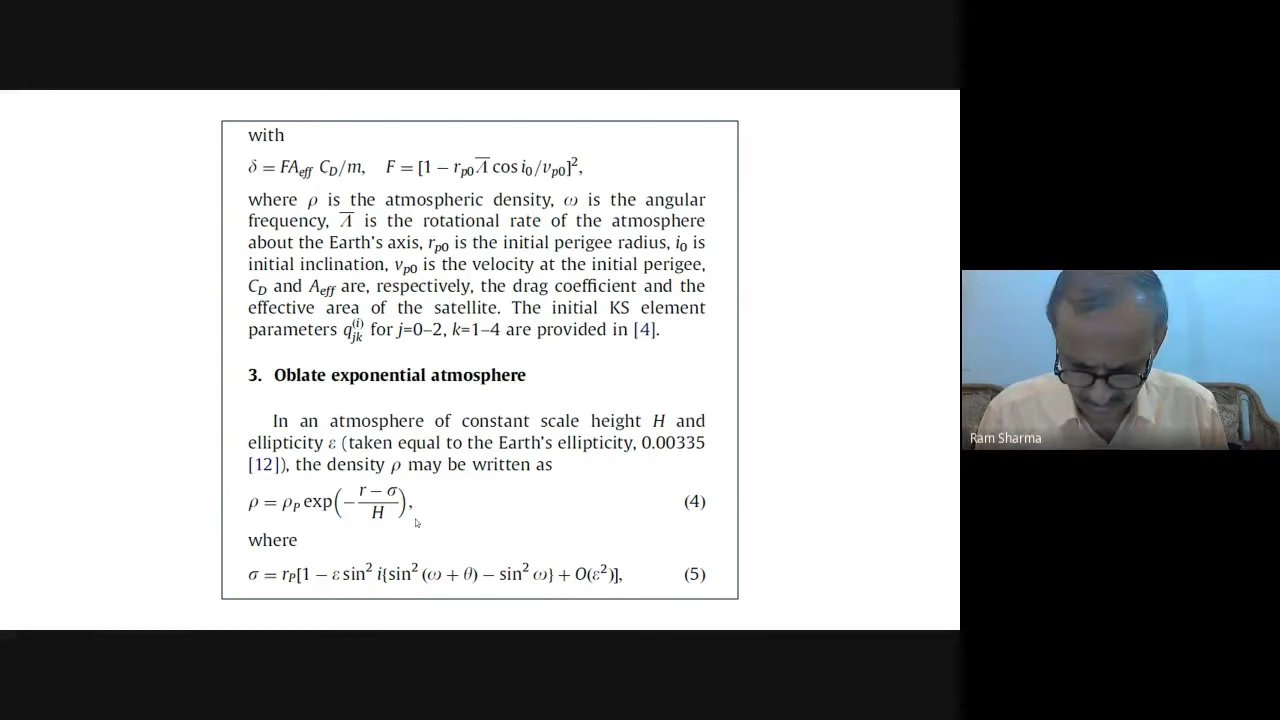 with
δ = FA_eff C_D/m,   F = [1 − r_p0 Λ̅ cos i_0/v_p0]²,
where ρ is the atmospheric density, ω is the angular
frequency, Λ̅ is the rotational rate of the atmosphere
about the Earth's axis, r_p0 is the initial perigee radius, i_0 is
initial inclination, v_p0 is the velocity at the initial perigee,
C_D and A_eff are, respectively, the drag coefficient and the
effective area of the satellite. The initial KS element
parameters q_jk^(i) for j=0–2, k=1–4 are provided in [4].
3. Oblate exponential atmosphere
In an atmosphere of constant scale height H and
ellipticity ε (taken equal to the Earth's ellipticity, 0.00335
[12]), the density ρ may be written as
ρ = ρ_P exp(−(r − σ)/H), (4)
where
σ = r_P[1 − ε sin² i{sin² (ω + θ) − sin² ω} + O(ε²)], (5)
Ram Sharma